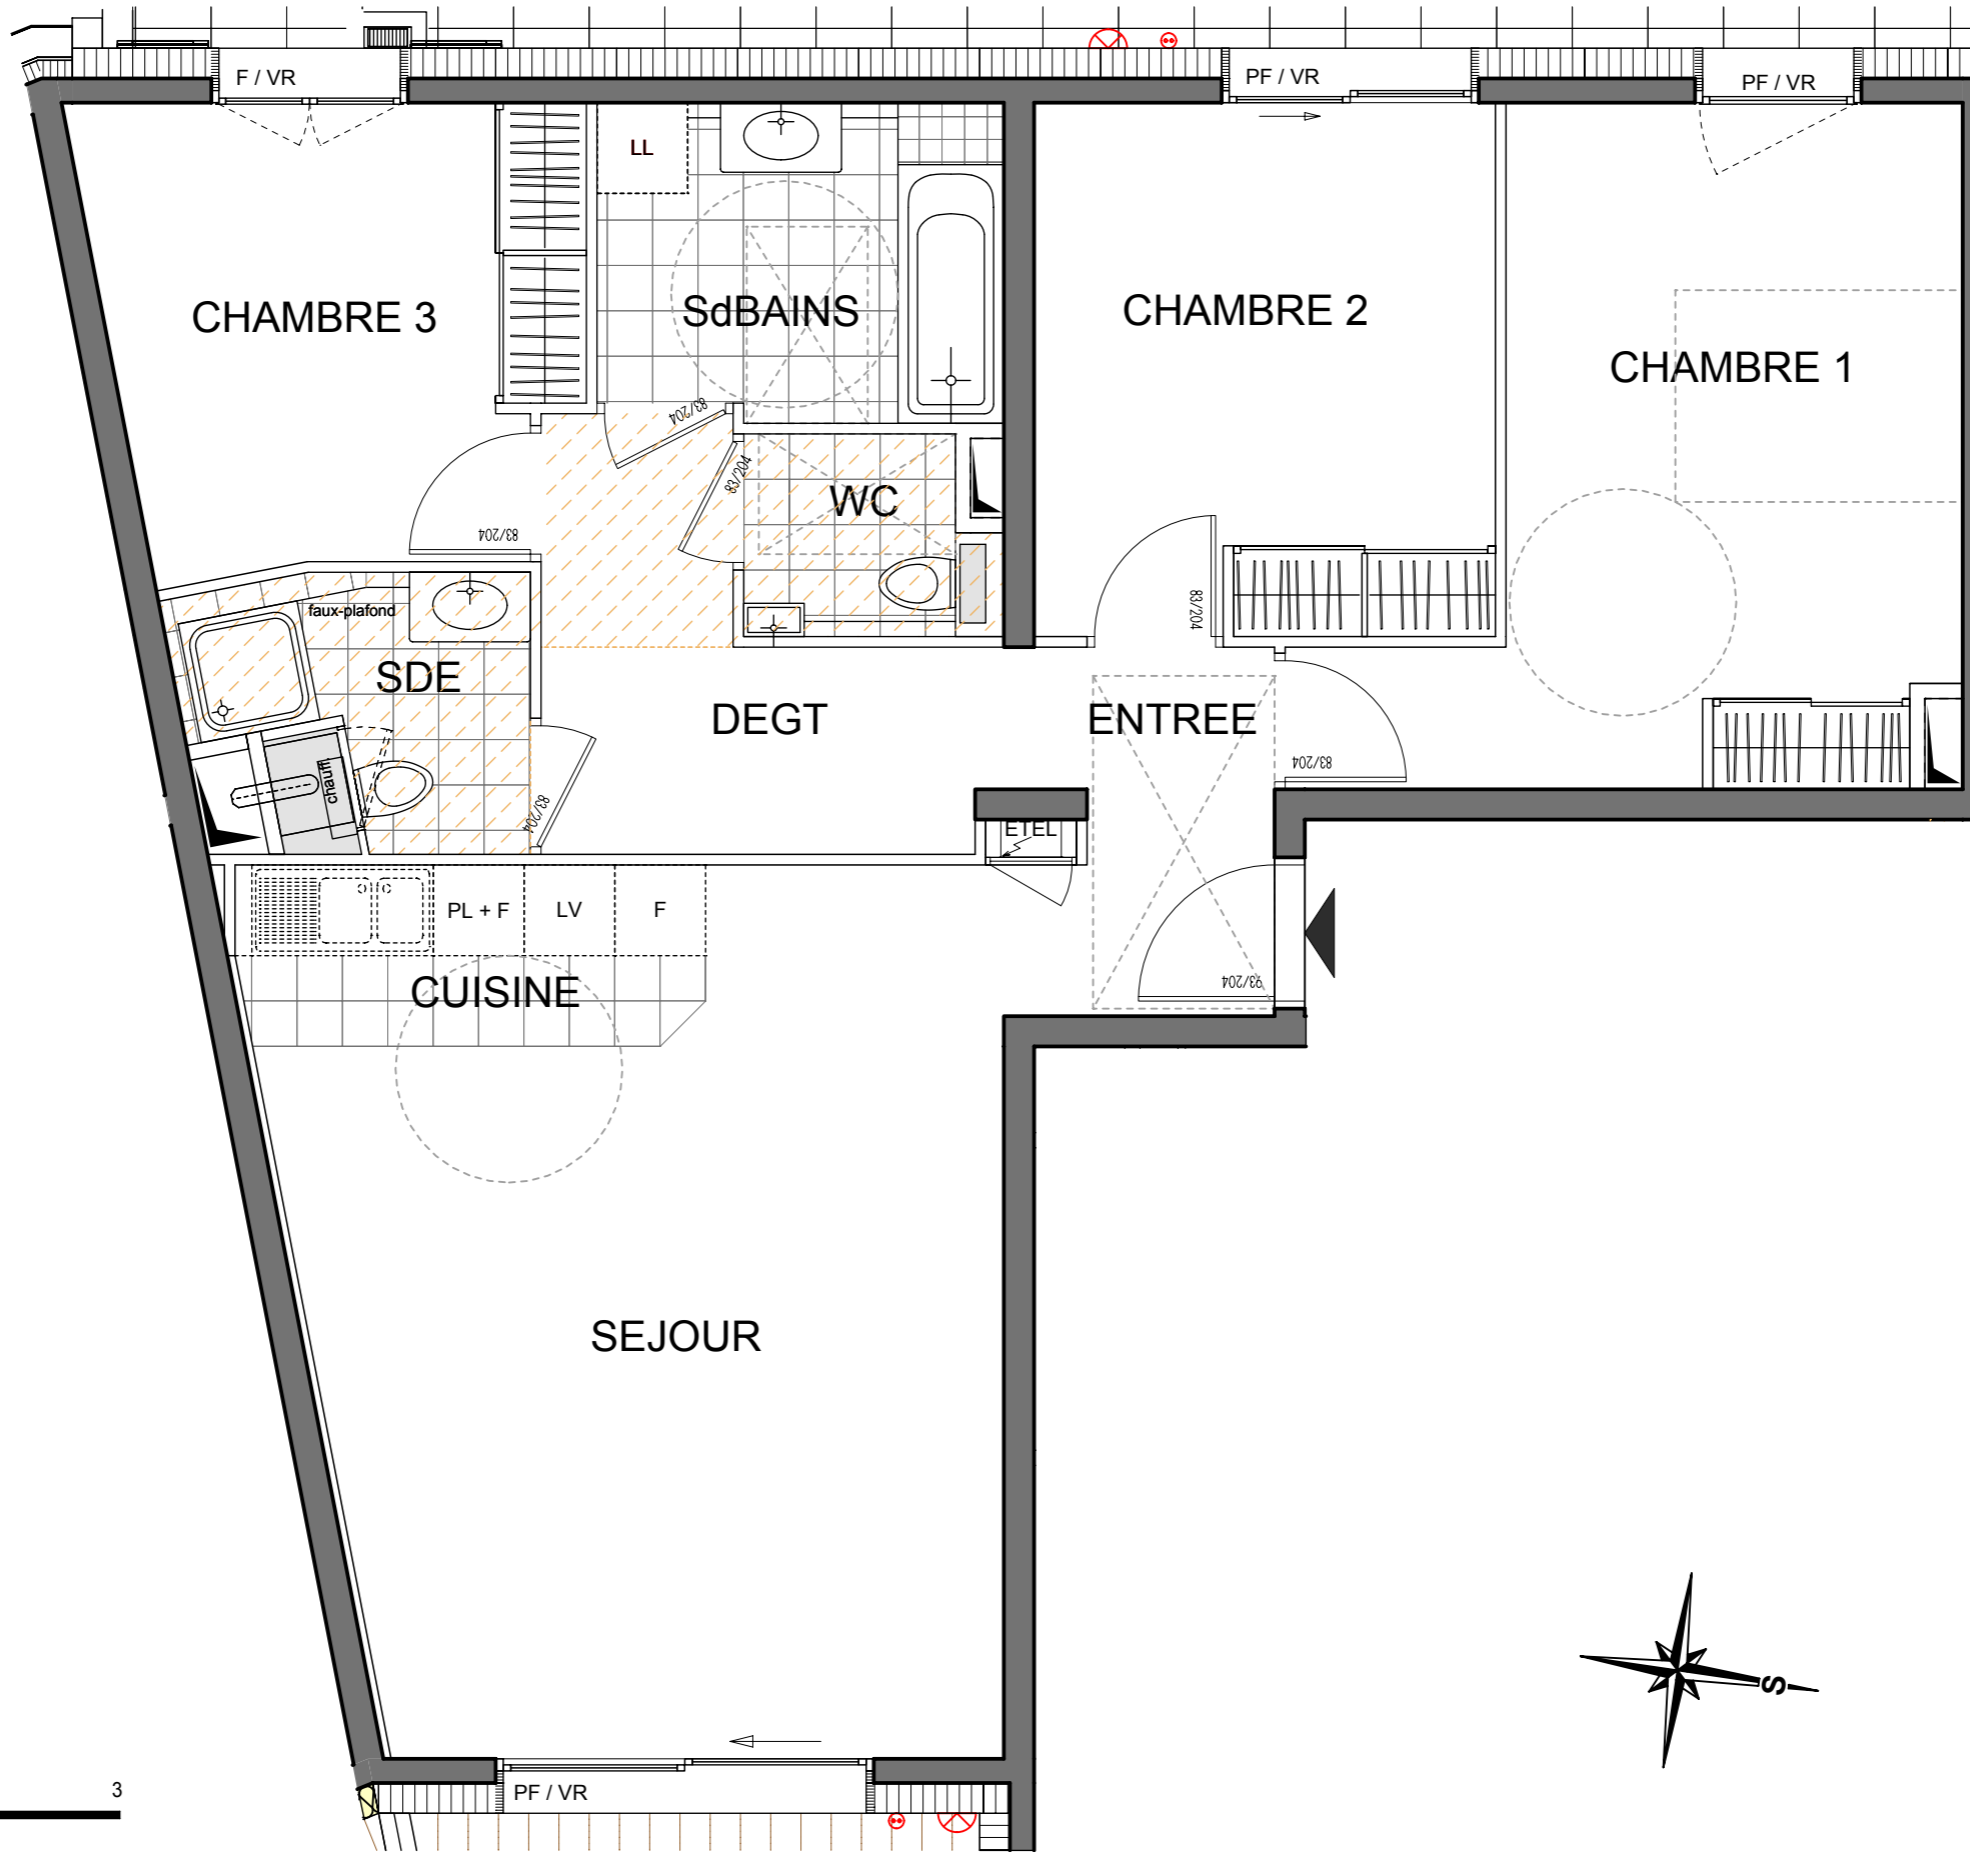 F / VR
PF / VR
PF / VR
LL
CHAMBRE 3
SdBAINS
CHAMBRE 2
CHAMBRE 1
83/204
83/204
WC
83/204
83/204
faux-plafond
SDE
DEGT
ENTREE
83/204
chauff.
83/204
ETEL
PL + F
LV
F
CUISINE
93/204
SEJOUR
S
3
PF / VR